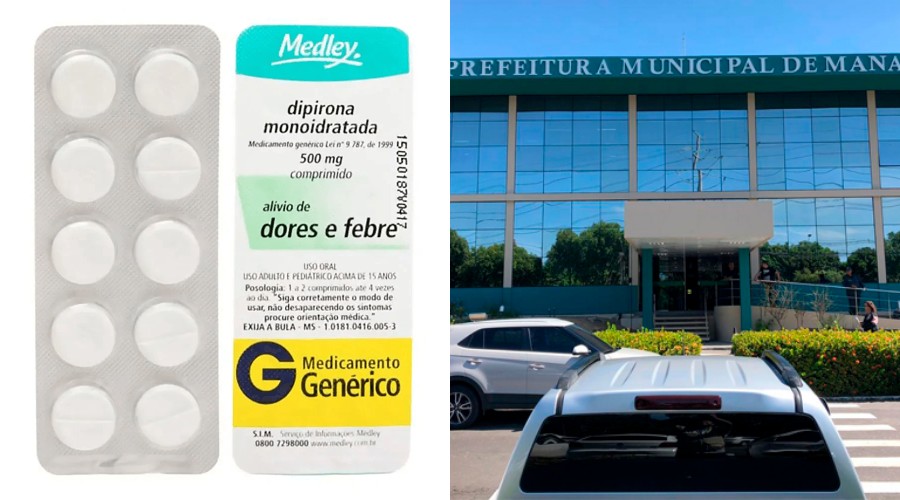 Medley.
dipirona
monoidratada
Medicamento genérico Lei nº 9.787, de 1999
500 mg
comprimido
alívio de
dores e febre
15050187V0417
USO ORAL
USO ADULTO E PEDIÁTRICO ACIMA DE 15 ANOS
Posologia: 1 a 2 comprimidos até 4 vezes
ao dia. "Siga corretamente o modo de
usar, não desaparecendo os sintomas
procure orientação médica."
EXIJA A BULA - MS - 1.0181.0416.005-3
G Medicamento
Genérico
S.I.M. Serviço de Informações Medley
0800 7298000 www.medley.com.br
PREFEITURA MUNICIPAL DE MANA